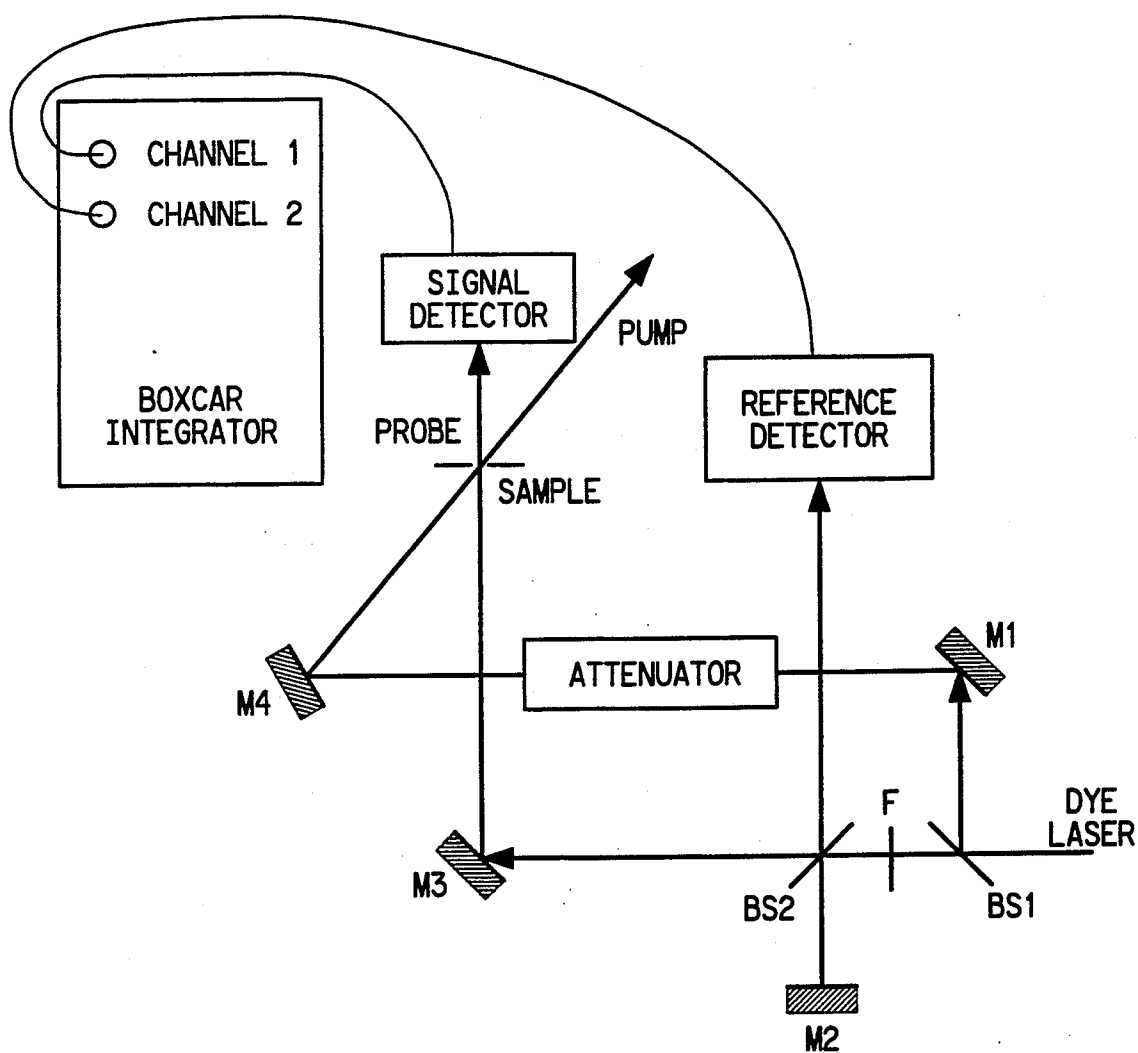 CHANNEL 1
CHANNEL 2
BOXCAR
INTEGRATOR
SIGNAL
DETECTOR
PUMP
PROBE
SAMPLE
REFERENCE
DETECTOR
M1
ATTENUATOR
M4
F
DYE
LASER
M3
BS2
BS1
M2